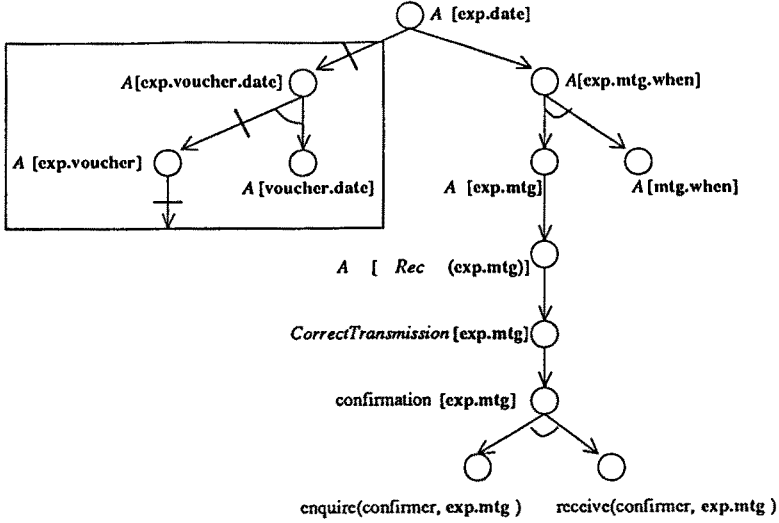 A [exp.date]
A[exp.voucher.date]
A[exp.mtg.when]
A [exp.voucher]
A [voucher.date]
A [exp.mtg]
A [mtg.when]
A [ Rec (exp.mtg)]
CorrectTransmission [exp.mtg]
confirmation [exp.mtg]
enquire(confirmer, exp.mtg )
receive(confirmer, exp.mtg )